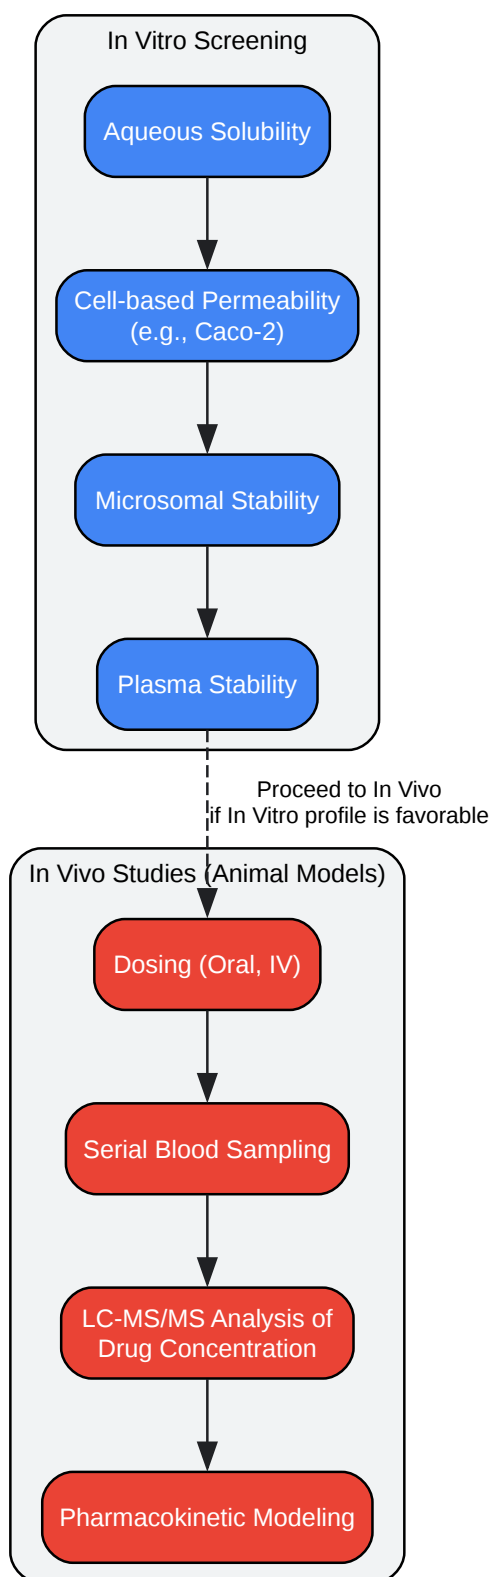 In Vitro Screening
Aqueous Solubility
Cell-based Permeability
(e.g., Caco-2)
Microsomal Stability
Plasma Stability
Proceed to In Vivo
if In Vitro profile is favorable
In Vivo Studies (Animal Models)
Dosing (Oral, IV)
Serial Blood Sampling
LC-MS/MS Analysis of
Drug Concentration
Pharmacokinetic Modeling